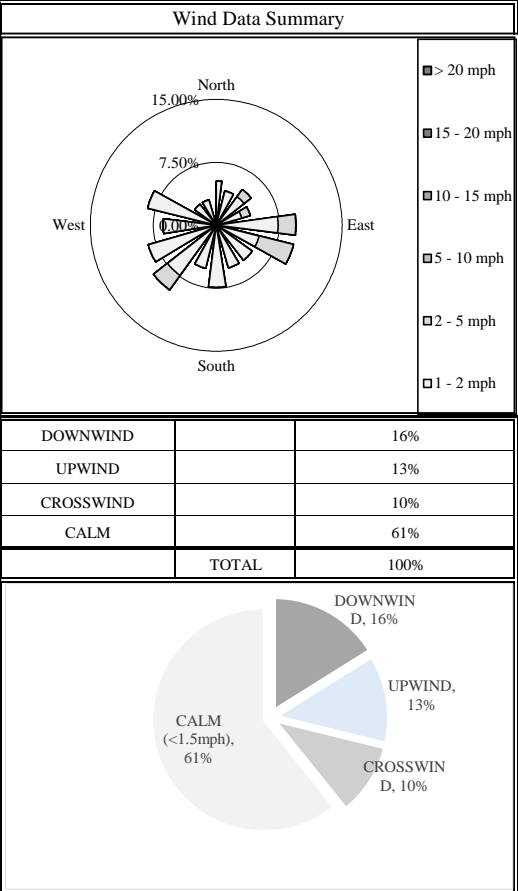 Wind Data Summary
North
15.00%
7.50%
West
0.00%
East
South
> 20 mph
15 - 20 mph
10 - 15 mph
5 - 10 mph
2 - 5 mph
1 - 2 mph
DOWNWIND 16%
UPWIND 13%
CROSSWIND 10%
CALM 61%
TOTAL 100%
DOWNWIN
D, 16%
UPWIND,
13%
CALM
(<1.5mph),
61%
CROSSWIN
D, 10%